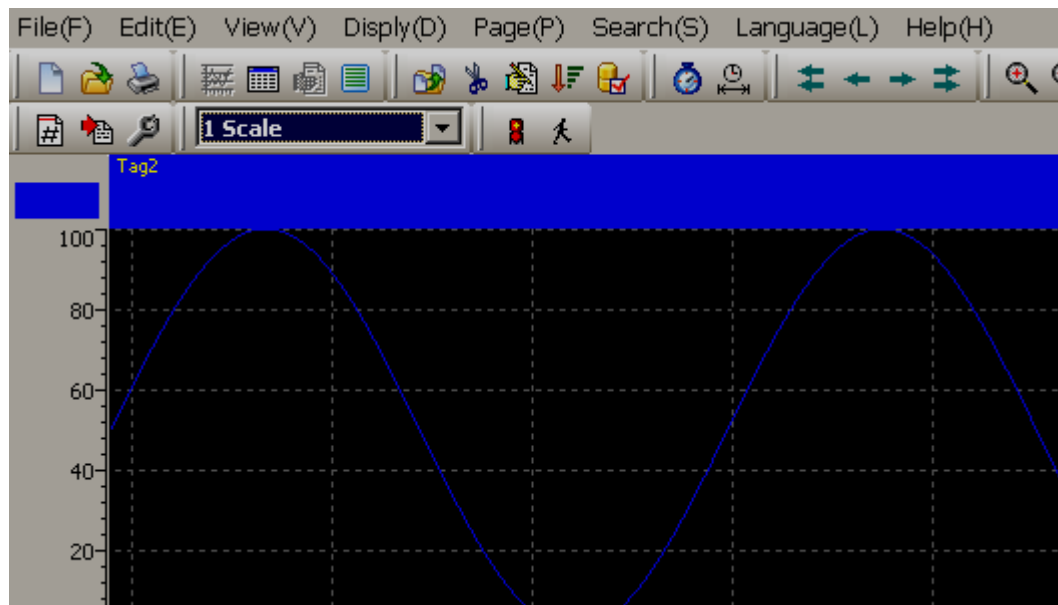 File(F) Edit(E) View(V) Disply(D) Page(P) Search(S) Language(L) Help(H)
1 Scale
Tag2
100
80
60
40
20